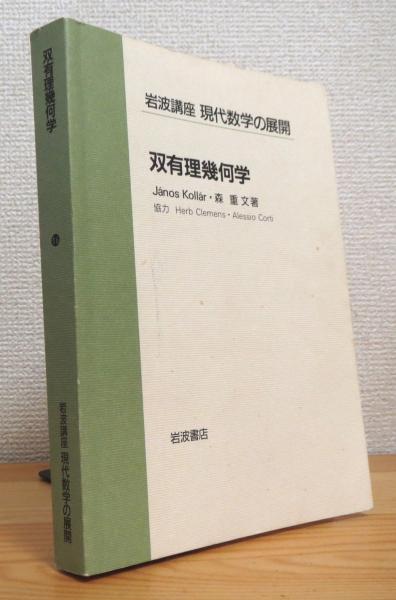 岩波講座 現代数学の展開
双有理幾何学
János Kollár・森 重文著
協力 Herb Clemens・Alessio Corti
岩波書店
双有理幾何学
岩波講座 現代数学の展開